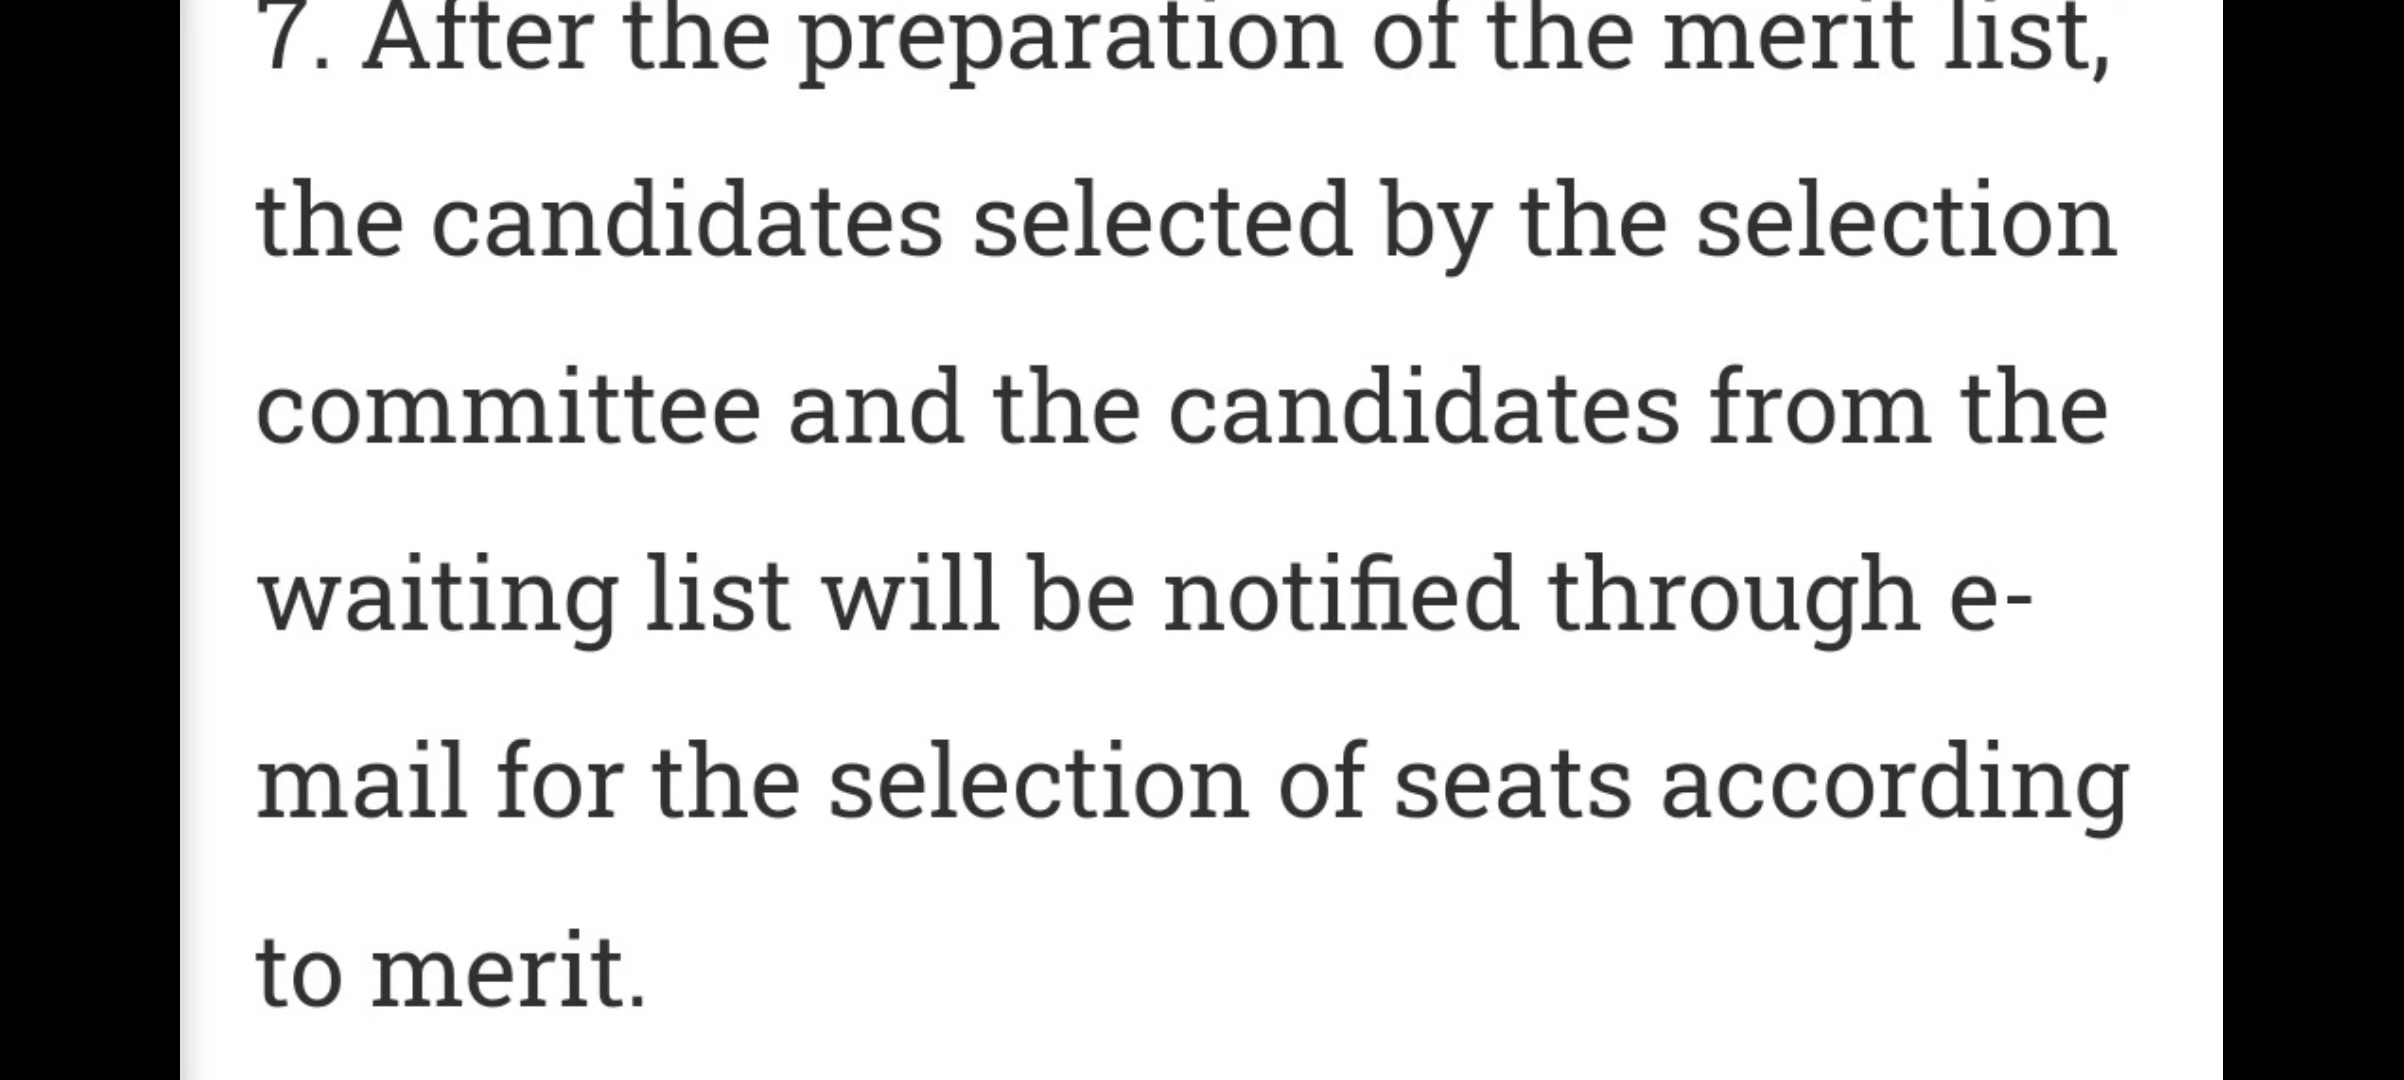 7. After the preparation of the merit list,
the candidates selected by the selection
committee and the candidates from the
waiting list will be notified through e-
mail for the selection of seats according
to merit.